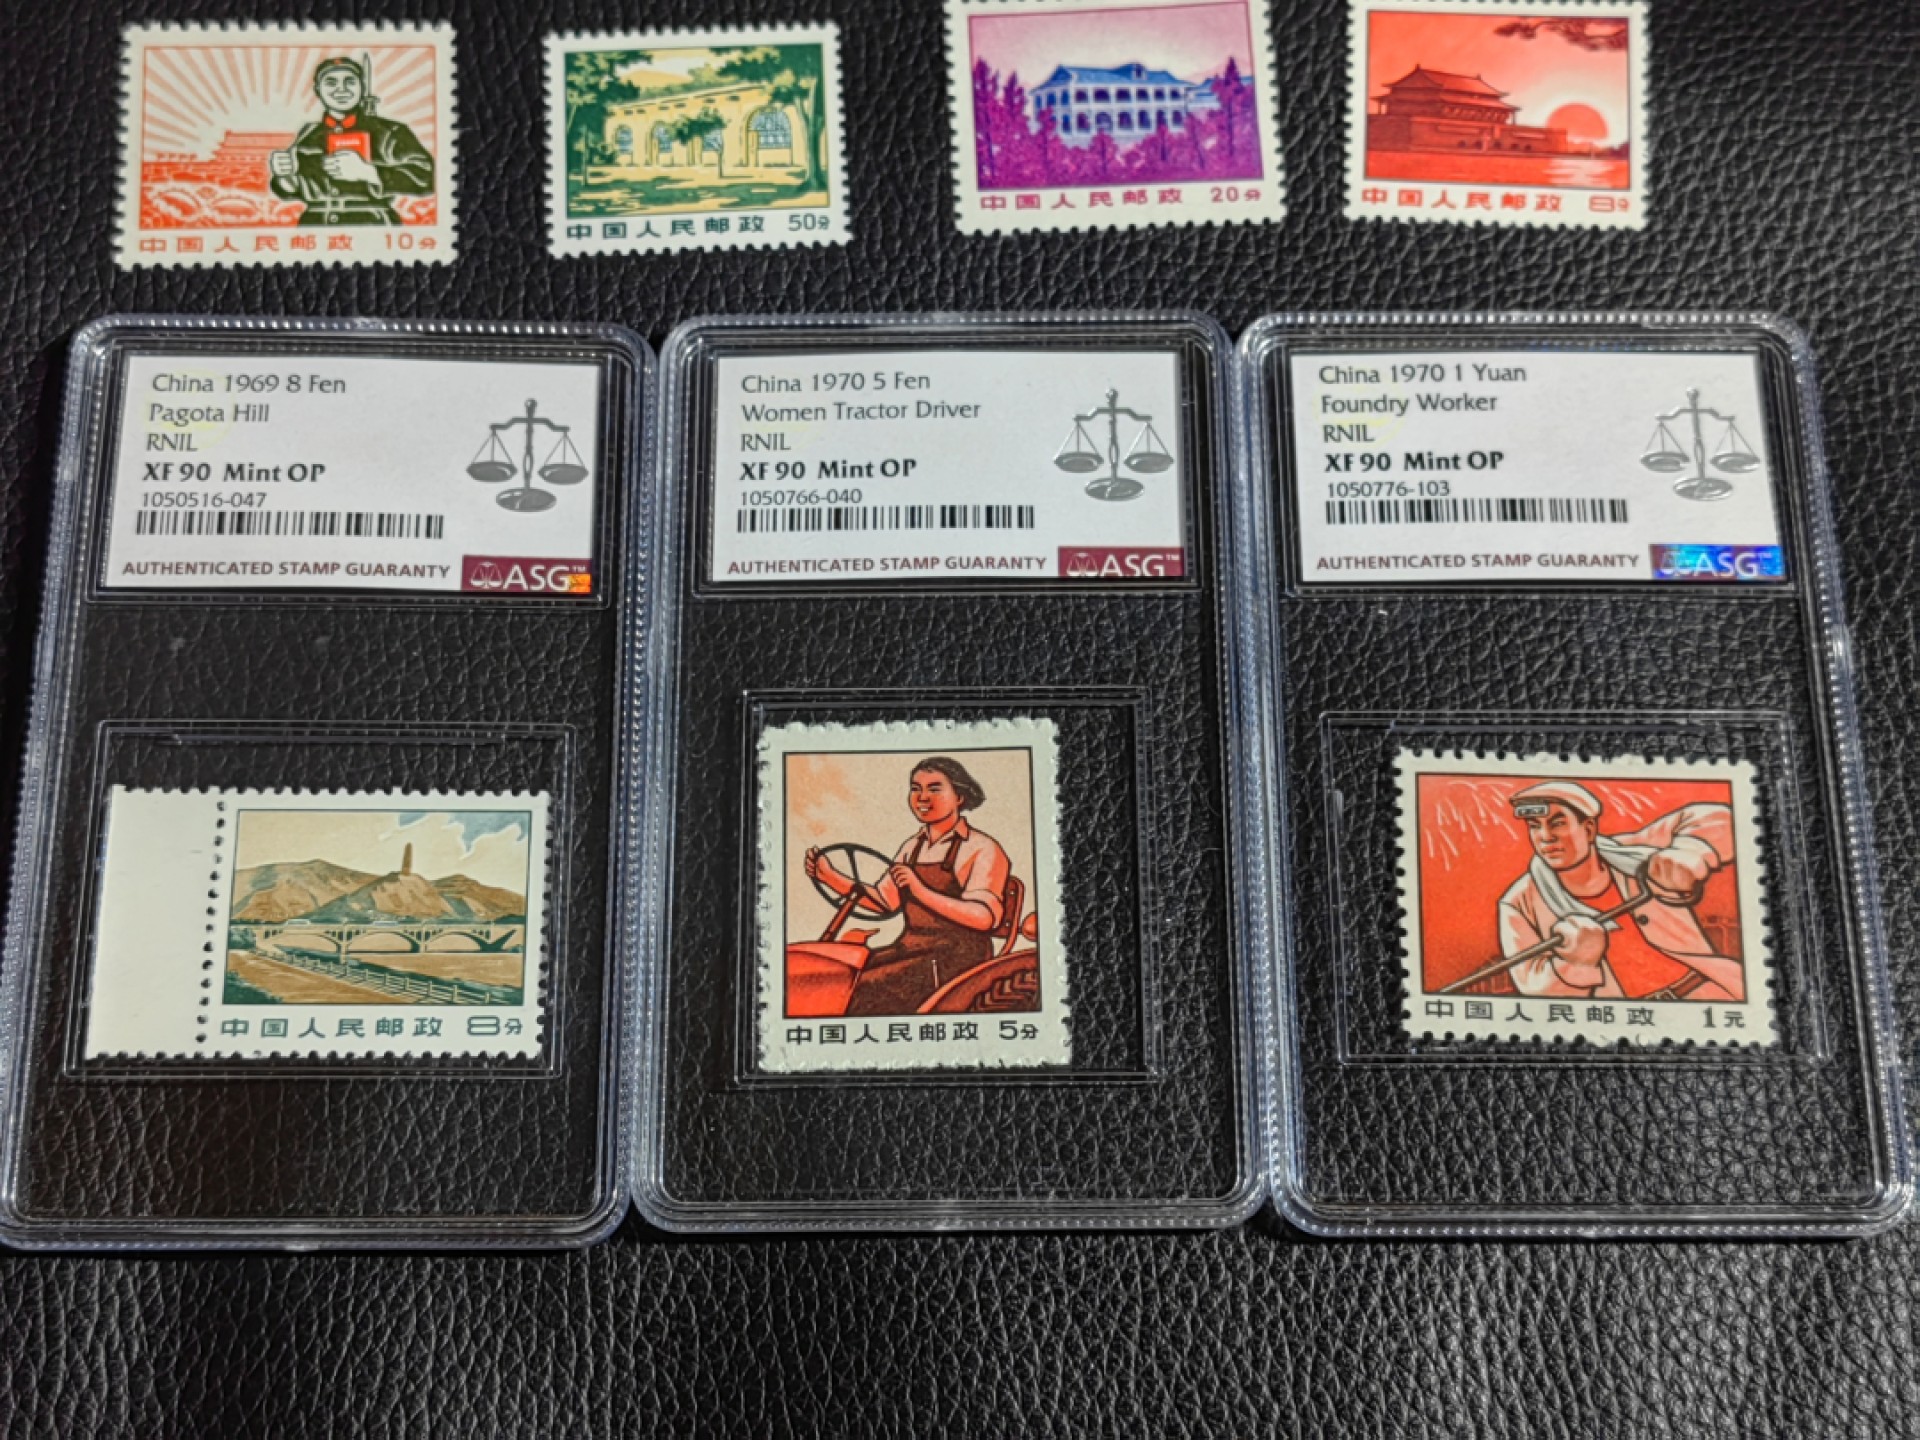 中国人民邮政 10分
中国人民邮政 50分
中国人民邮政 20分
中国人民邮政 8分
China 1969 8 Fen
Pagota Hill
RNIL
XF 90 Mint OP
1050516-047
AUTHENTICATED STAMP GUARANTY
ASG™
中国人民邮政 8分
China 1970 5 Fen
Women Tractor Driver
RNIL
XF 90 Mint OP
1050766-040
AUTHENTICATED STAMP GUARANTY
ASG™
中国人民邮政 5分
China 1970 1 Yuan
Foundry Worker
RNIL
XF 90 Mint OP
1050776-103
AUTHENTICATED STAMP GUARANTY
ASG™
中国人民邮政 1元